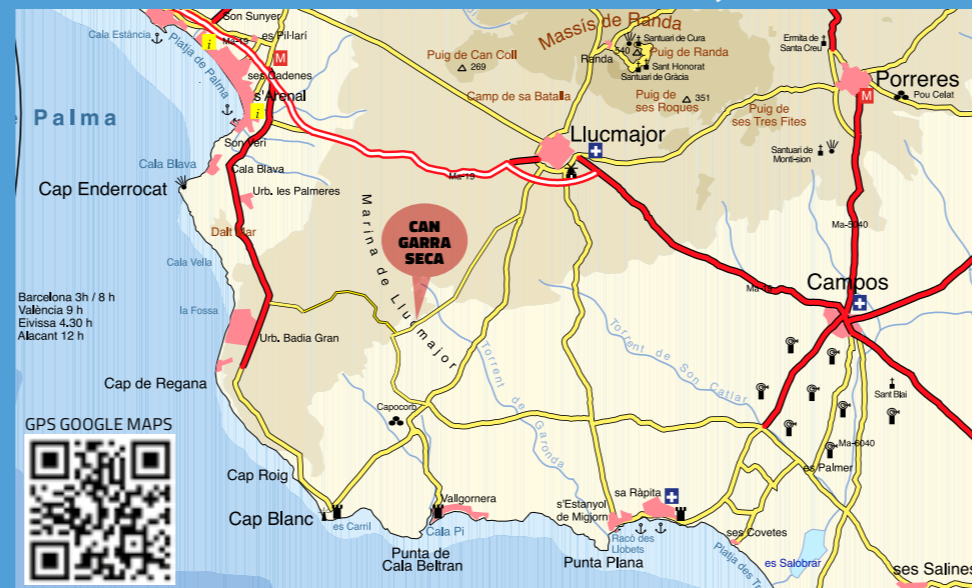 Son Sunyer
Massís de Randa
Cala Estància
es Pil·larí
Ma-19
Platja de Palma
i
M
Santuari de Cura
540
Puig de Randa
Randa
Sant Honorat
Santuari de Gràcia
Ermita de
Santa Creu
Puig de Can Coll
269
ses Cadenes
s'Arenal
i
Camp de sa Batalla
Puig de
ses Roques
351
Puig de
ses Tres Fites
Porreres
M
Pou Celat
Palma
Llucmajor
Son Verí
Santuari de
Monti-sion
Cala Blava
Cala Blava
Ma-19
Cap Enderrocat
Urb. les Palmeres
Marina de Llucmajor
CAN
GARRA
SECA
Dalt Mar
Ma-5040
Cala Vella
Campos
Barcelona 3h / 8 h
València 9 h
Eivissa 4.30 h
Alacant 12 h
la Fossa
Urb. Badia Gran
Torrent de Son Catlar
Torrent de Garonda
Cap de Regana
Capocorb
Sant Blai
GPS GOOGLE MAPS
Ma-6040
es Palmer
Cap Roig
Cap Blanc
es Carril
Vallgornera
Cala Pi
s'Estanyol
de Migjorn
sa Ràpita
Racó des
Llobets
ses Covetes
Punta de
Cala Beltran
Punta Plana
es Salobrar
ses Salines